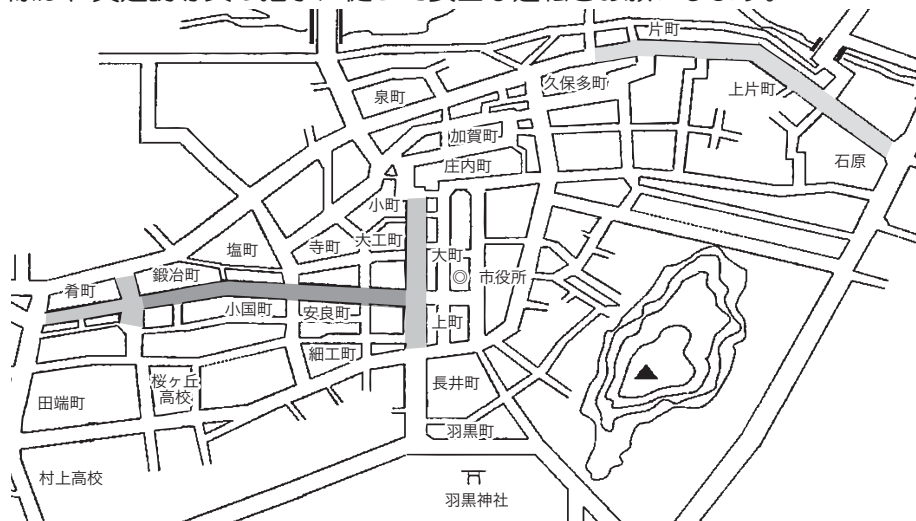 片町
久保多町
泉町
上片町
加賀町
石原
庄内町
小町
大工町
寺町
塩町
大町
市役所
鍛冶町
肴町
小国町
安良町
上町
細工町
桜ヶ丘
高校
長井町
田端町
羽黒町
村上高校
羽黒神社